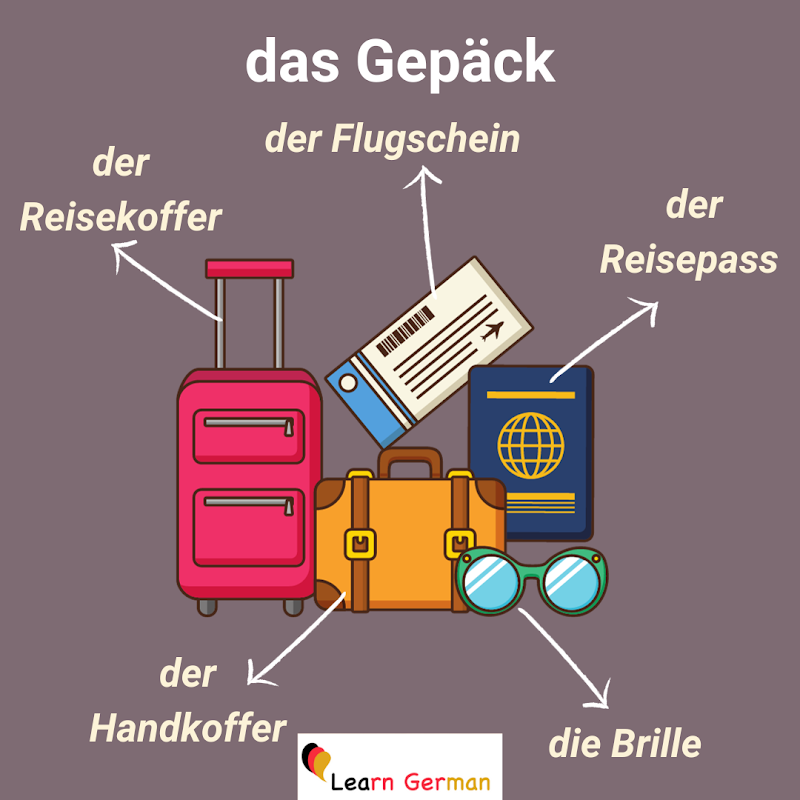 das Gepäck
der Flugschein
der
Reisekoffer
der
Reisepass
der
Handkoffer
die Brille
Learn German